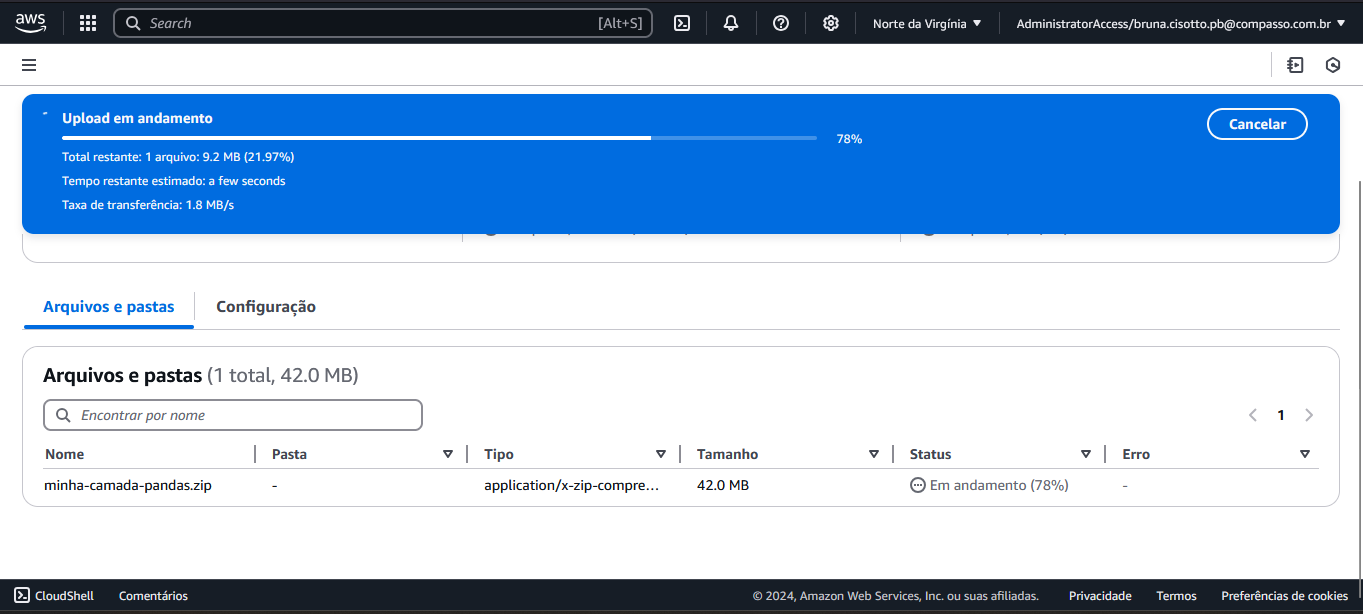 aws
Search [Alt+S] Norte da Virgínia AdministratorAccess/bruna.cisotto.pb@compasso.com.br
Upload em andamento
78%
Cancelar
Total restante: 1 arquivo: 9.2 MB (21.97%)
Tempo restante estimado: a few seconds
Taxa de transferência: 1.8 MB/s
Arquivos e pastas Configuração
Arquivos e pastas (1 total, 42.0 MB)
Encontrar por nome
1
Nome Pasta Tipo Tamanho Status Erro
minha-camada-pandas.zip - application/x-zip-compre... 42.0 MB Em andamento (78%) -
CloudShell Comentários © 2024, Amazon Web Services, Inc. ou suas afiliadas. Privacidade Termos Preferências de cookies